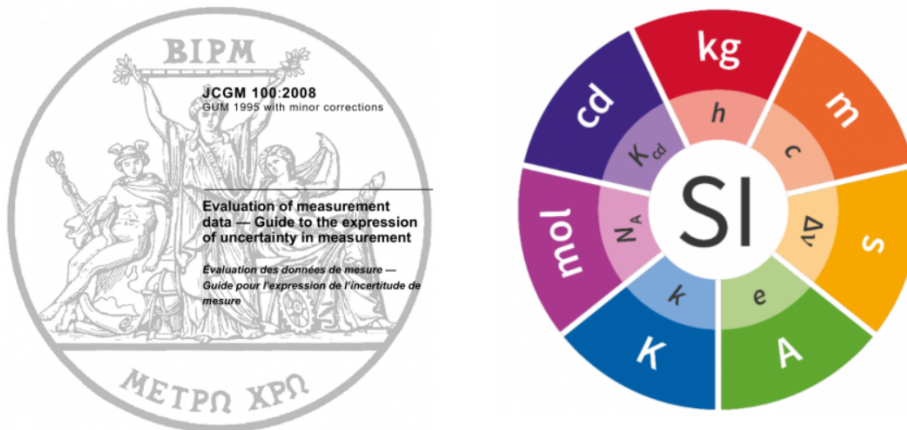 BIPM
JCGM 100:2008
GUM 1995 with minor corrections
Evaluation of measurement
data — Guide to the expression
of uncertainty in measurement
Évaluation des données de mesure —
Guide pour l'expression de l'incertitude de
mesure
ΜΕΤΡΩ ΧΡΩ
kg
m
s
A
K
mol
cd
h
c
Δν
e
k
NA
Kcd
SI